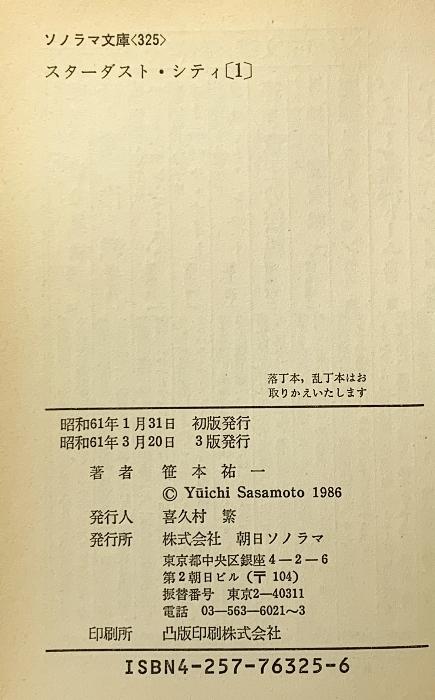 ソノラマ文庫〈325〉
スターダスト・シティ〔1〕
落丁本，乱丁本はお
取りかえいたします
昭和61年1月31日 初版発行
昭和61年3月20日 3版発行
著者 笹本祐一
© Yūichi Sasamoto 1986
発行人 喜久村 繁
発行所 株式会社 朝日ソノラマ
東京都中央区銀座4－2－6
第2朝日ビル（〒104）
振替番号 東京2―40311
電話 03―563―6021〜3
印刷所 凸版印刷株式会社
ISBN4-257-76325-6